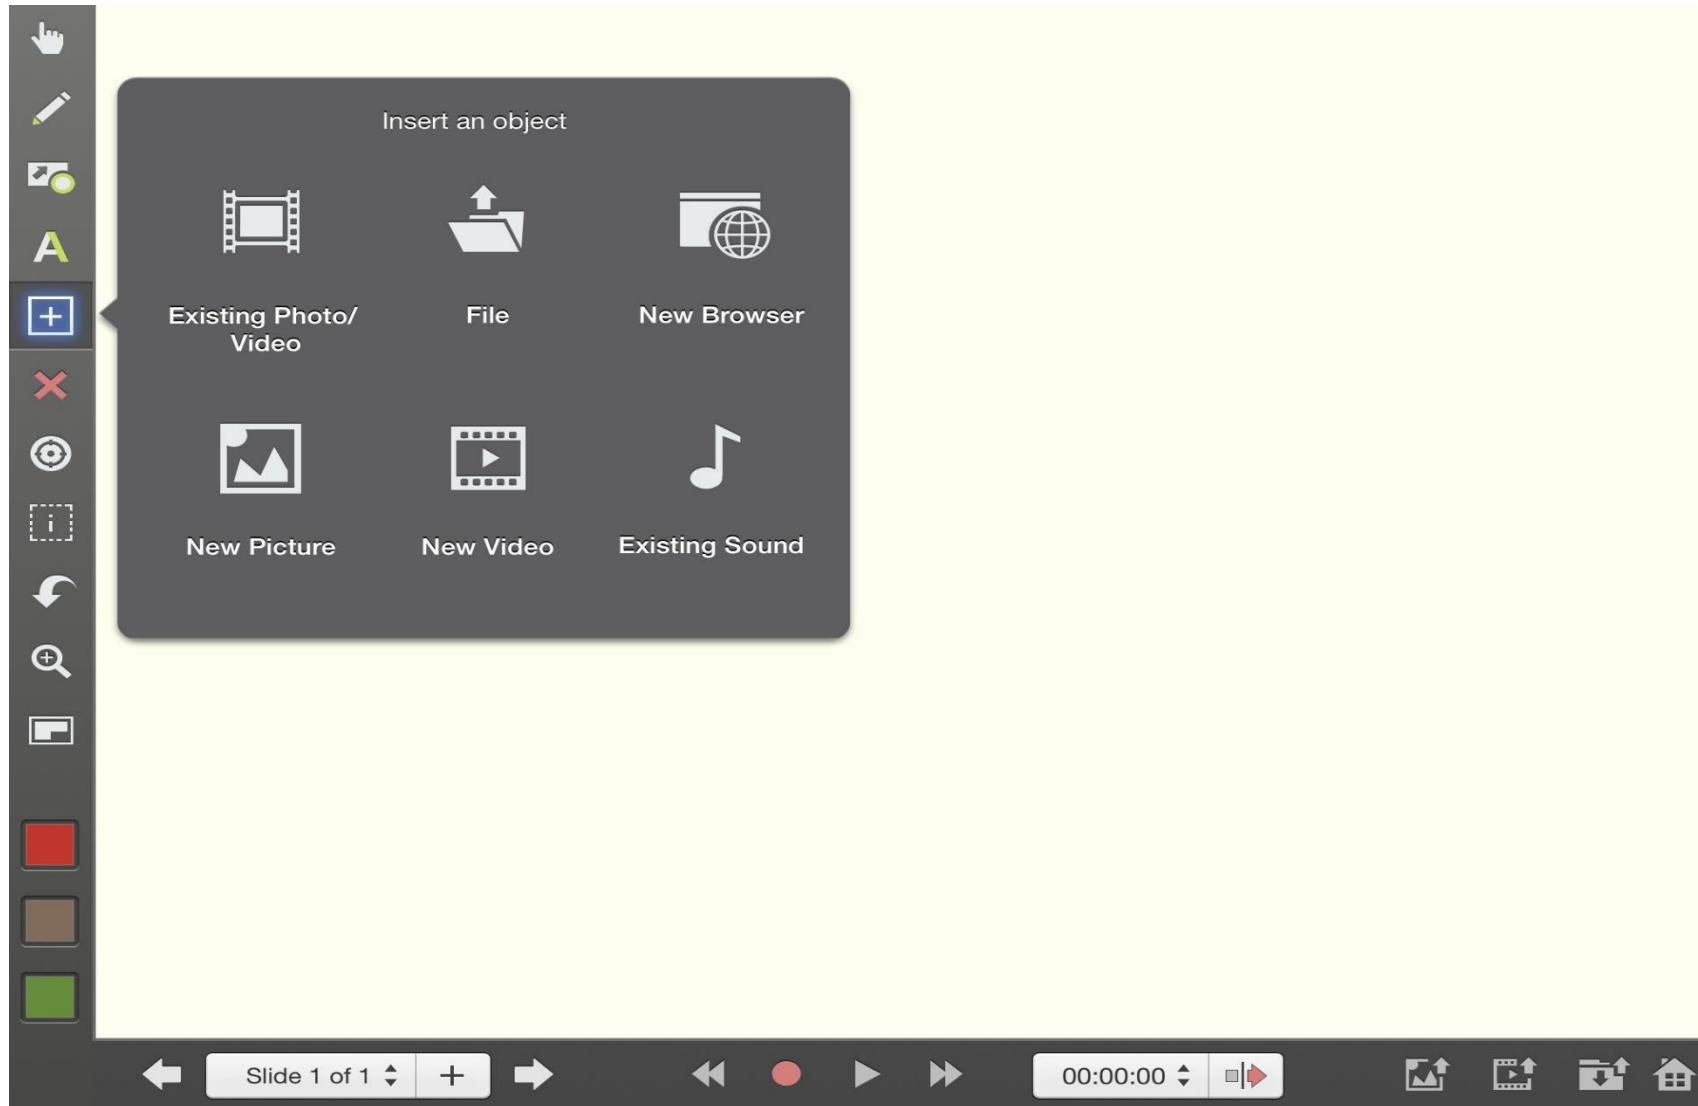 Insert an object
Existing Photo/
Video
File
New Browser
New Picture
New Video
Existing Sound
Slide 1 of 1
00:00:00